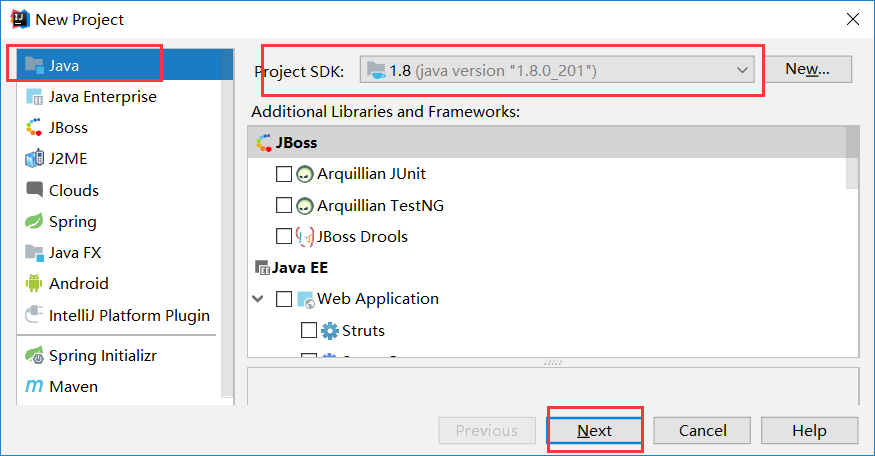 New Project
Java
Java Enterprise
JBoss
J2ME
Clouds
Spring
Java FX
Android
IntelliJ Platform Plugin
Spring Initializr
Maven
Project SDK: 1.8 (java version "1.8.0_201") New...
Additional Libraries and Frameworks:
JBoss
Arquillian JUnit
Arquillian TestNG
JBoss Drools
Java EE
Web Application
Struts
Previous Next Cancel Help